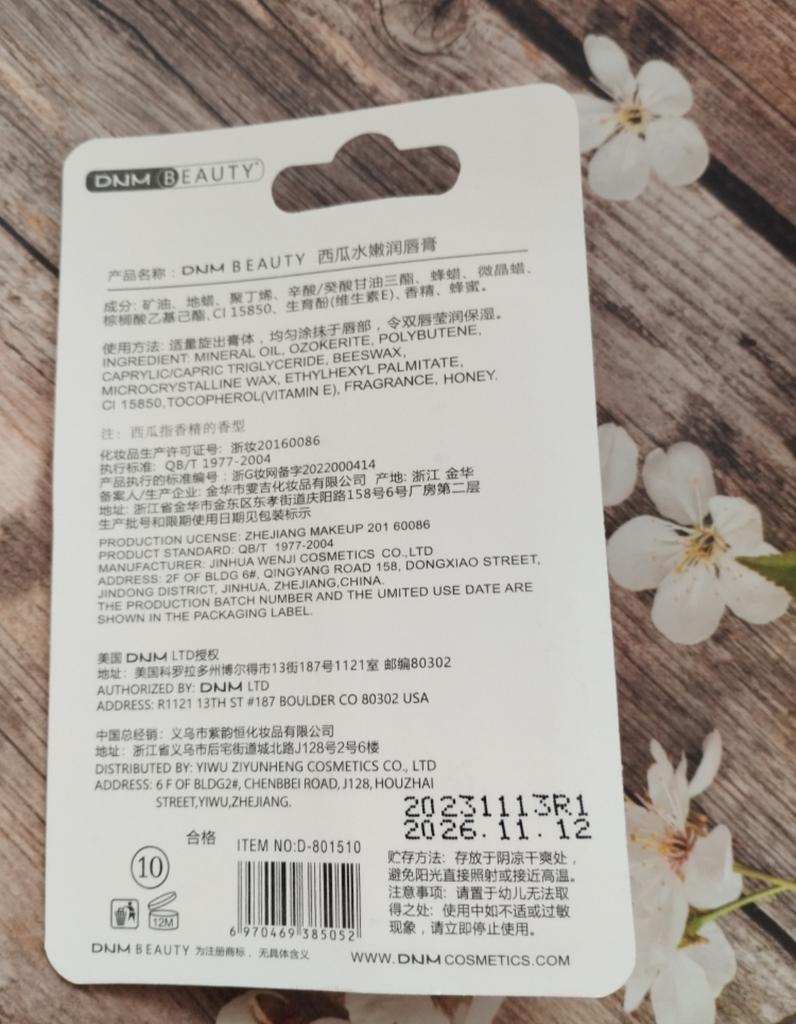 DNM BEAUTY
产品名称：DNM BEAUTY 西瓜水嫩润唇膏
成分: 矿油、地蜡、聚丁烯、辛酸/癸酸甘油三酯、蜂蜡、微晶蜡、
棕榈酸乙基己酯、CI 15850、生育酚(维生素E)、香精、蜂蜜。
使用方法: 适量旋出膏体，均匀涂抹于唇部，令双唇莹润保湿。
INGREDIENT: MINERAL OIL, OZOKERITE, POLYBUTENE,
CAPRYLIC/CAPRIC TRIGLYCERIDE, BEESWAX,
MICROCRYSTALLINE WAX, ETHYLHEXYL PALMITATE,
CI 15850,TOCOPHEROL(VITAMIN E), FRAGRANCE, HONEY.
注：西瓜指香精的香型
化妆品生产许可证号: 浙妆20160086
执行标准: QB/T 1977-2004
产品执行的标准编号：浙G妆网备字2022000414
备案人/生产企业: 金华市雯吉化妆品有限公司 产地: 浙江 金华
地址: 浙江省金华市金东区东孝街道庆阳路158号6号厂房第二层
生产批号和限期使用日期见包装标示
PRODUCTION UCENSE: ZHEJIANG MAKEUP 201 60086
PRODUCT STANDARD: QB/T 1977-2004
MANUFACTURER: JINHUA WENJI COSMETICS CO.,LTD
ADDRESS: 2F OF BLDG 6#, QINGYANG ROAD 158, DONGXIAO STREET,
JINDONG DISTRICT, JINHUA, ZHEJIANG,CHINA.
THE PRODUCTION BATCH NUMBER AND THE UMITED USE DATE ARE
SHOWN IN THE PACKAGING LABEL.
美国 DNM LTD授权
地址：美国科罗拉多州博尔得市13街187号1121室 邮编80302
AUTHORIZED BY: DNM LTD
ADDRESS: R1121 13TH ST #187 BOULDER CO 80302 USA
中国总经销：义乌市紫韵恒化妆品有限公司
地址：浙江省义乌市后宅街道城北路J128号2号6楼
DISTRIBUTED BY: YIWU ZIYUNHENG COSMETICS CO., LTD
ADDRESS: 6 F OF BLDG2#, CHENBBEI ROAD, J128, HOUZHAI
STREET,YIWU,ZHEJIANG.
20231113R1
2026.11.12
合格
10
ITEM NO:D-801510
6 970469 385052
12M
贮存方法：存放于阴凉干爽处，
避免阳光直接照射或接近高温。
注意事项：请置于幼儿无法取
得之处；使用中如不适或过敏
现象，请立即停止使用。
DNM BEAUTY 为注册商标，无具体含义
WWW.DNMCOSMETICS.COM